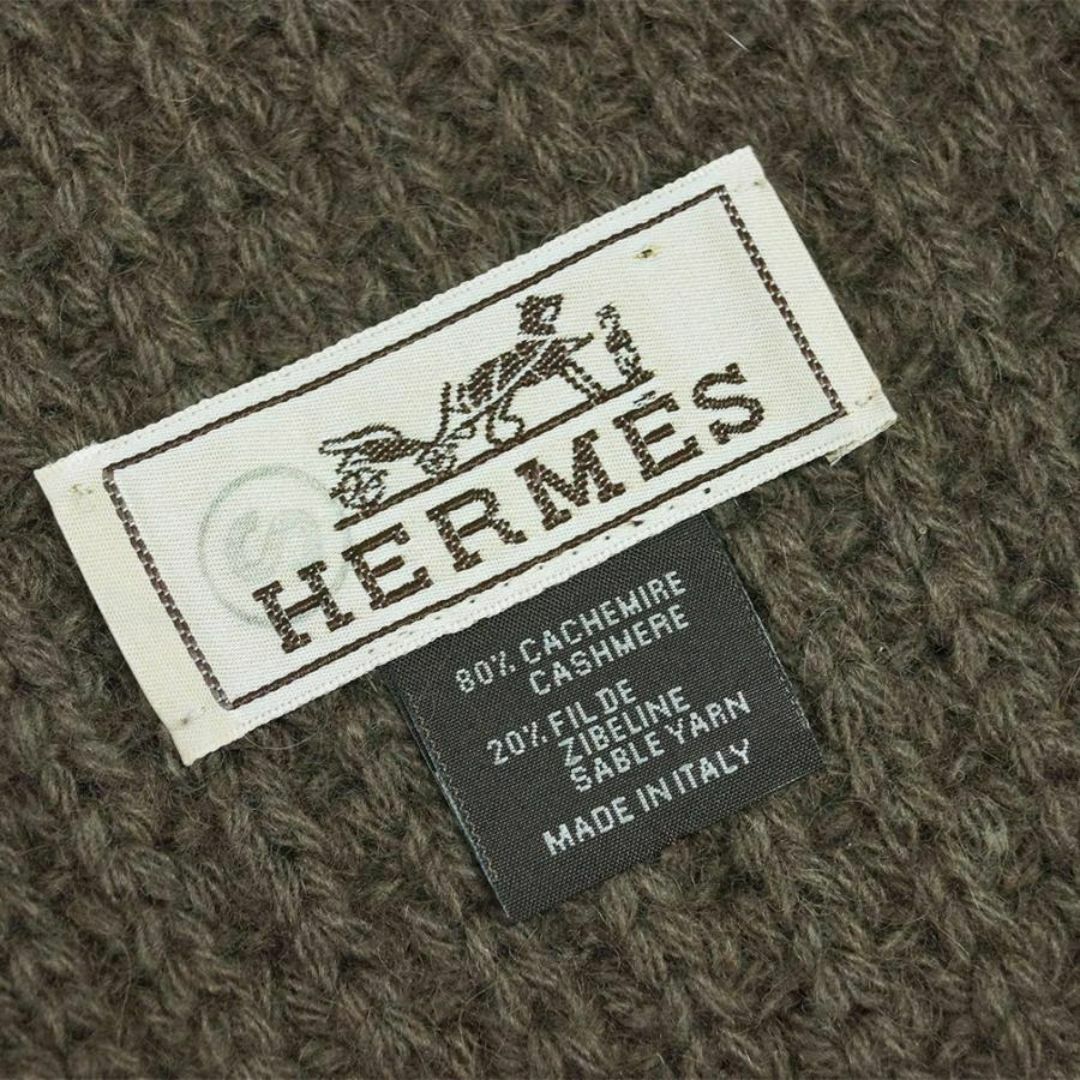 HERMÈS
80% CACHEMIRE
CASHMERE
20% FIL DE
ZIBELINE
SABLE YARN
MADE IN ITALY